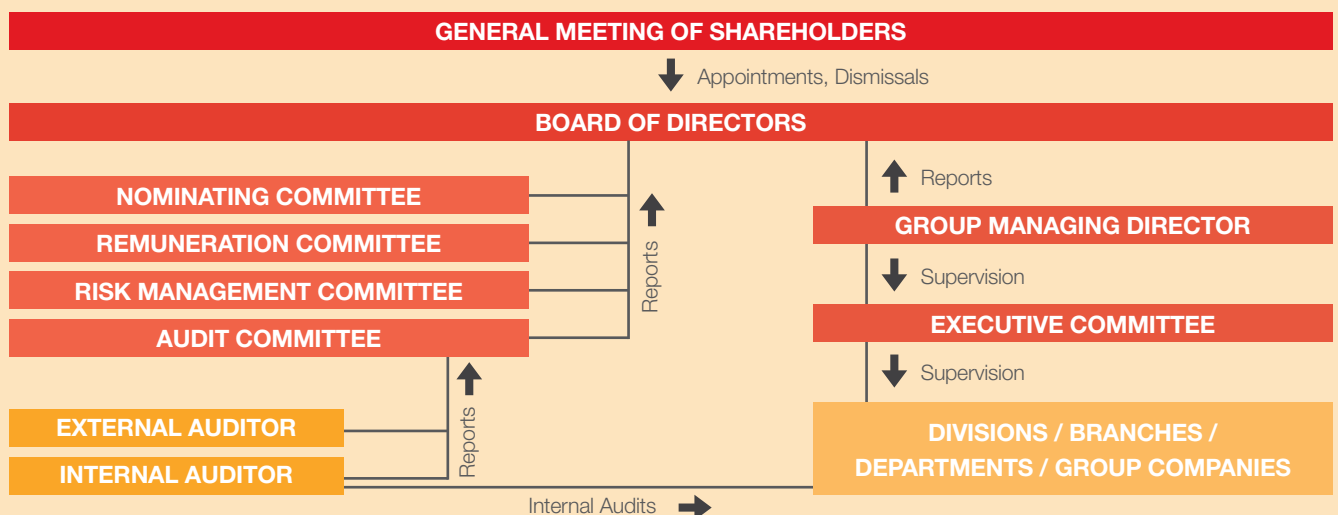 GENERAL MEETING OF SHAREHOLDERS
Appointments, Dismissals
BOARD OF DIRECTORS
NOMINATING COMMITTEE
REMUNERATION COMMITTEE
RISK MANAGEMENT COMMITTEE
AUDIT COMMITTEE
Reports
EXTERNAL AUDITOR
INTERNAL AUDITOR
Reports
Internal Audits
Reports
GROUP MANAGING DIRECTOR
Supervision
EXECUTIVE COMMITTEE
Supervision
DIVISIONS / BRANCHES /
DEPARTMENTS / GROUP COMPANIES